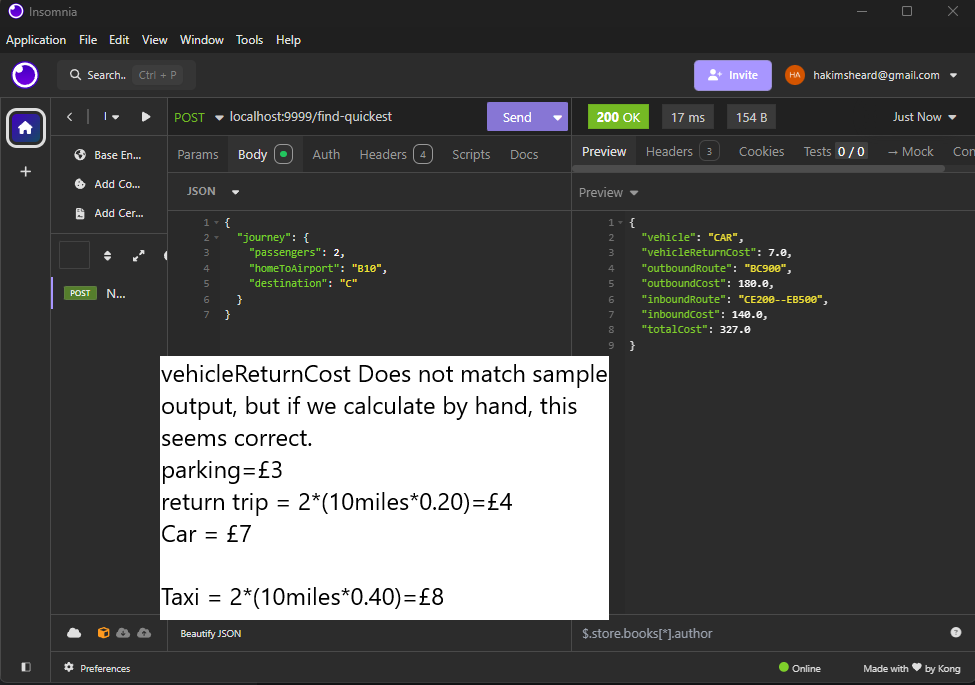 Insomnia
Application File Edit View Window Tools Help
Search.. Ctrl + P
Invite
HA hakimsheard@gmail.com
POST localhost:9999/find-quickest
Send
200 OK 17 ms 154 B
Just Now
Base En...
Add Co...
Add Cer...
POST N...
Params Body Auth Headers 4 Scripts Docs
JSON
1 {
2 "journey": {
3 "passengers": 2,
4 "homeToAirport": "B10",
5 "destination": "C"
6 }
7 }
Preview Headers 3 Cookies Tests 0 / 0 → Mock Con
Preview
1 {
2 "vehicle": "CAR",
3 "vehicleReturnCost": 7.0,
4 "outboundRoute": "BC900",
5 "outboundCost": 180.0,
6 "inboundRoute": "CE200--EB500",
7 "inboundCost": 140.0,
8 "totalCost": 327.0
9 }
vehicleReturnCost Does not match sample
output, but if we calculate by hand, this
seems correct.
parking=£3
return trip = 2*(10miles*0.20)=£4
Car = £7
Taxi = 2*(10miles*0.40)=£8
Beautify JSON
$.store.books[*].author
Preferences
Online
Made with ♥ by Kong